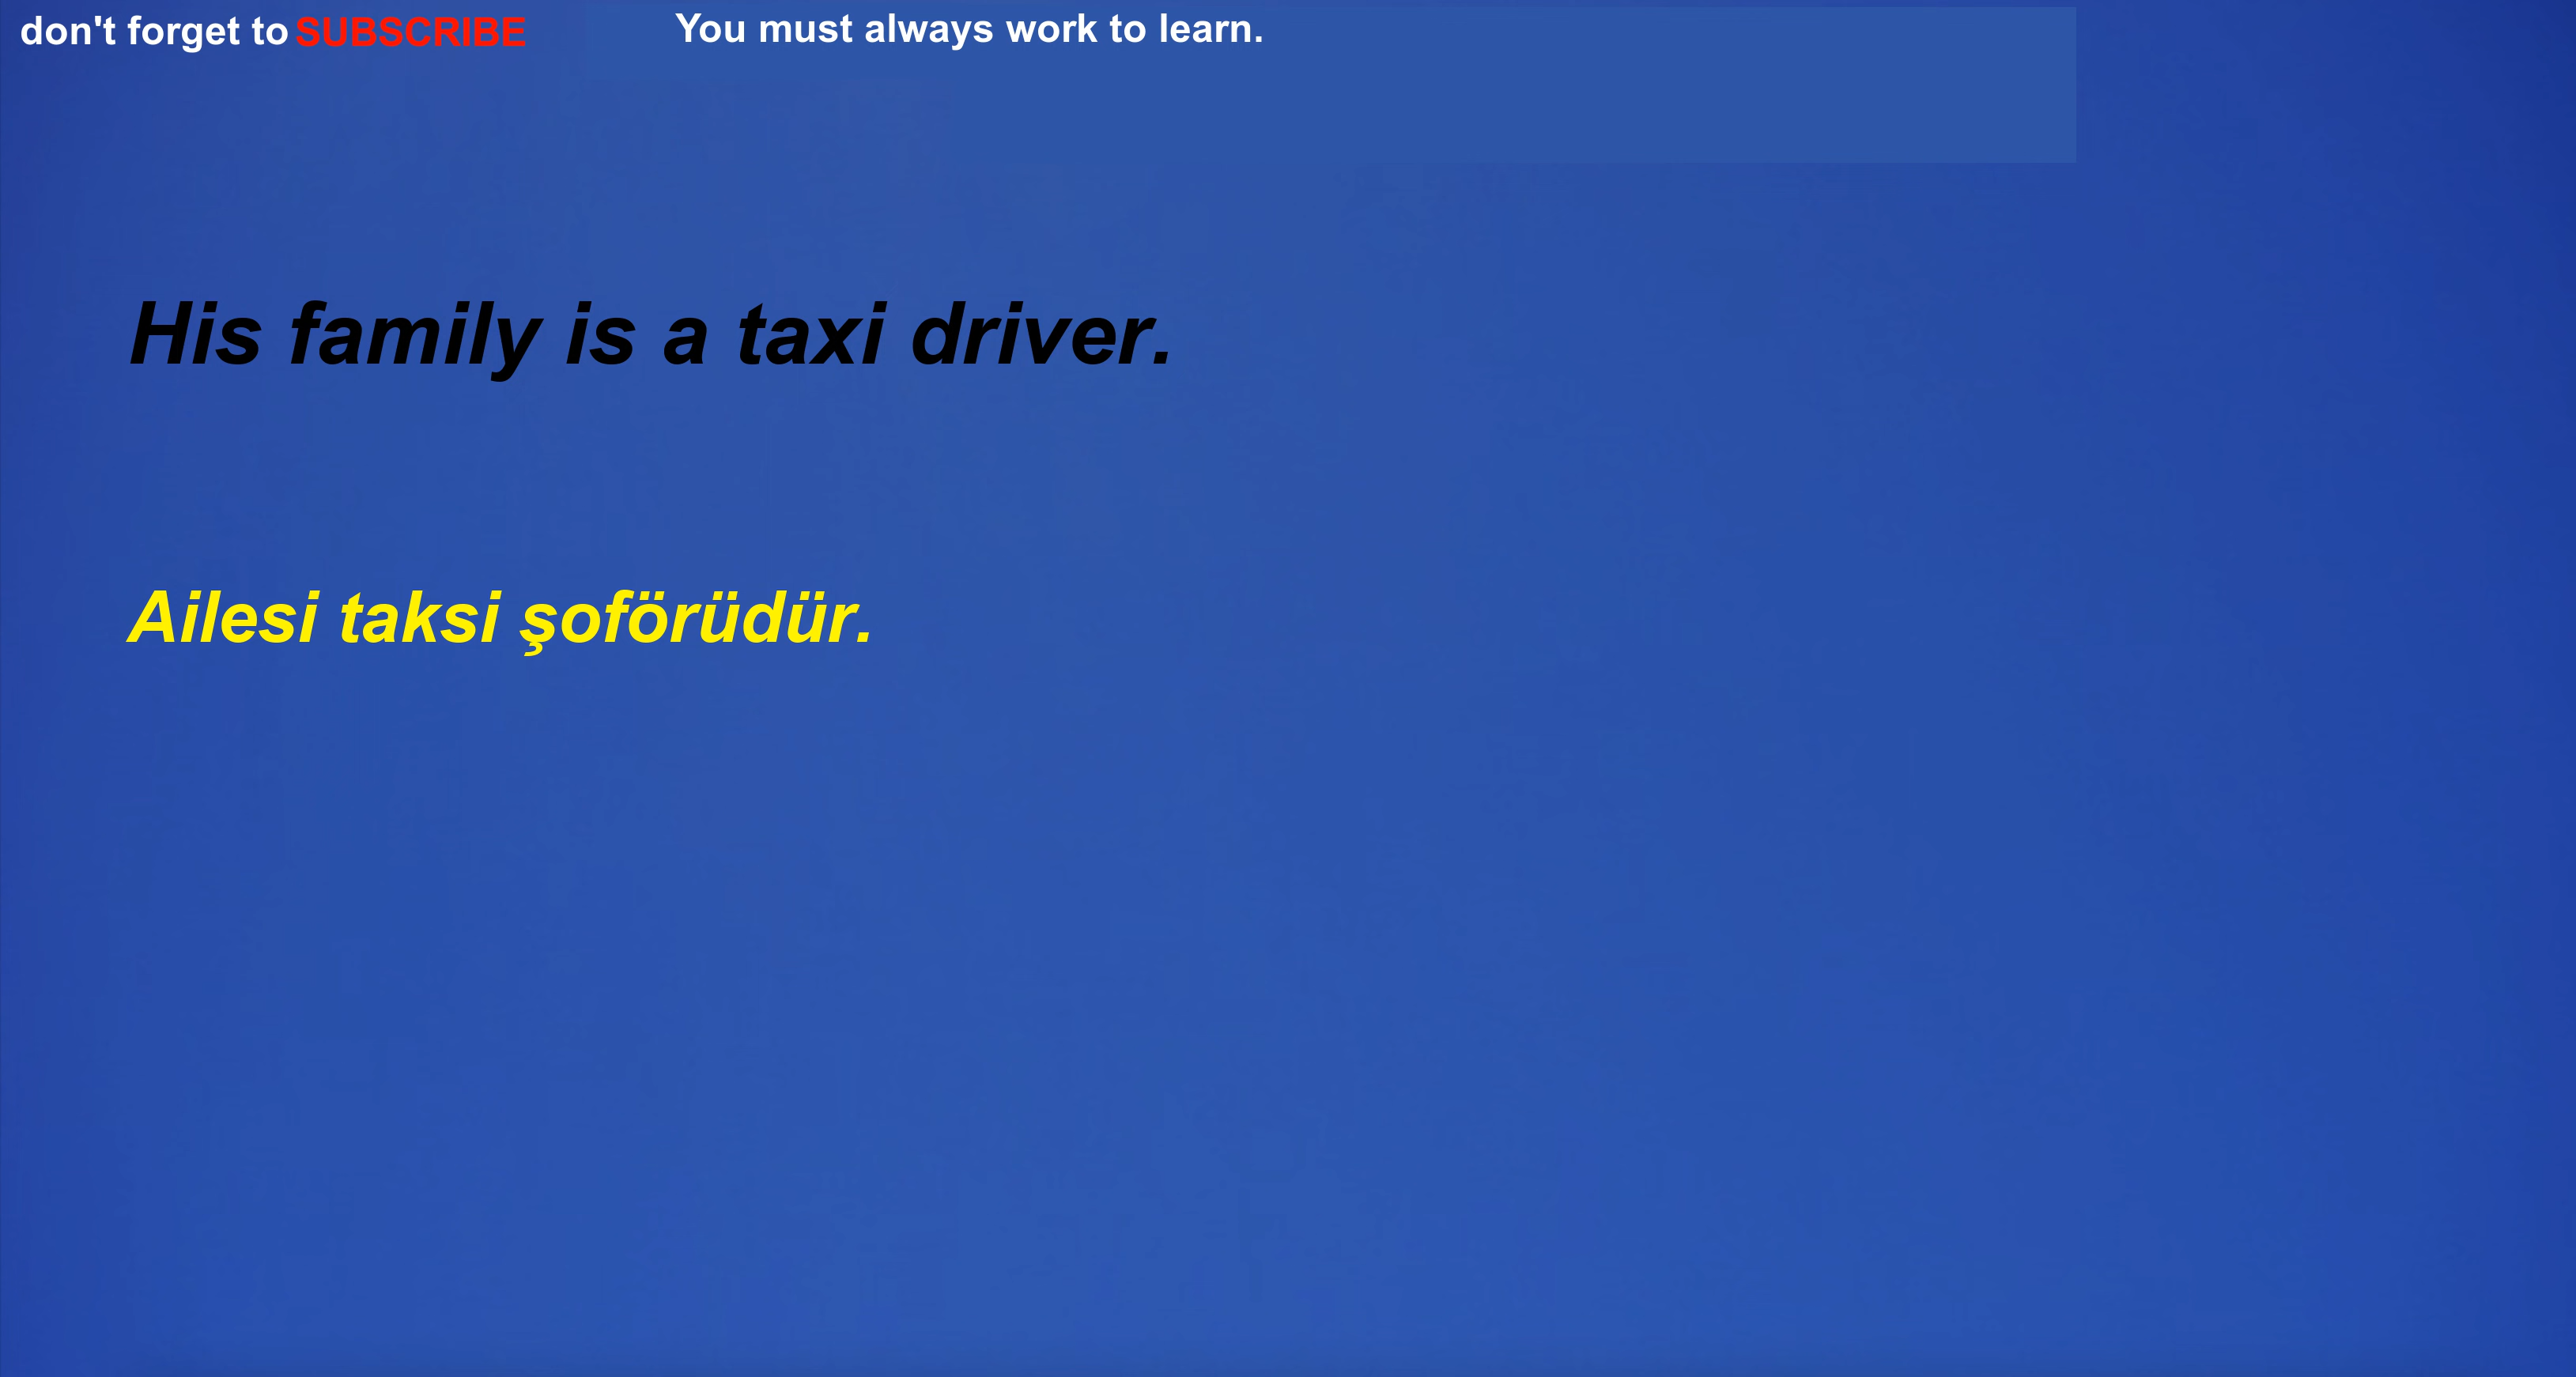 don't forget to SUBSCRIBE
You must always work to learn.
His family is a taxi driver.
Ailesi taksi şoförüdür.